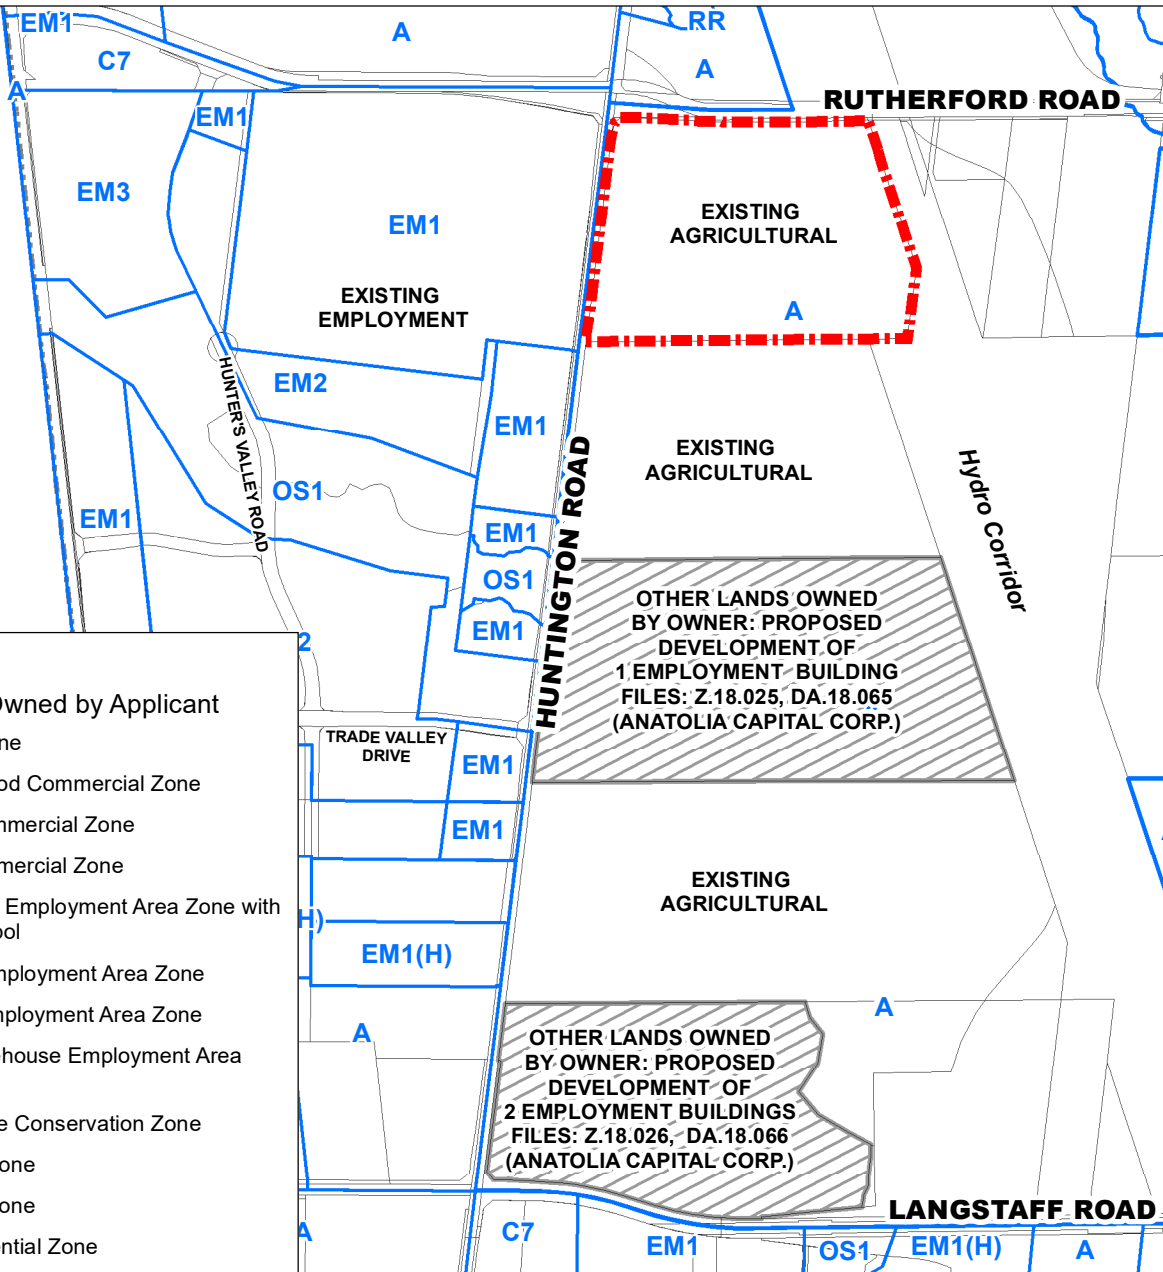 EM1
A
RR
C7
A
A
RUTHERFORD ROAD
EM1
EM3
EM1
EXISTING
AGRICULTURAL
EXISTING
EMPLOYMENT
A
HUNTER'S VALLEY ROAD
EM2
EM1
HUNTINGTON ROAD
EXISTING
AGRICULTURAL
Hydro Corridor
OS1
EM1
EM1
OS1
EM1
OTHER LANDS OWNED
BY OWNER: PROPOSED
DEVELOPMENT OF
1 EMPLOYMENT BUILDING
FILES: Z.18.025, DA.18.065
(ANATOLIA CAPITAL CORP.)
2
TRADE VALLEY
DRIVE
EM1
EM1
EXISTING
AGRICULTURAL
H)
EM1(H)
A
A
OTHER LANDS OWNED
BY OWNER: PROPOSED
DEVELOPMENT OF
2 EMPLOYMENT BUILDINGS
FILES: Z.18.026, DA.18.066
(ANATOLIA CAPITAL CORP.)
LANGSTAFF ROAD
A
C7
EM1
OS1
EM1(H)
A
Owned by Applicant
ne
od Commercial Zone
mmercial Zone
mercial Zone
Employment Area Zone with
ool
mployment Area Zone
mployment Area Zone
ehouse Employment Area
e Conservation Zone
one
one
ential Zone